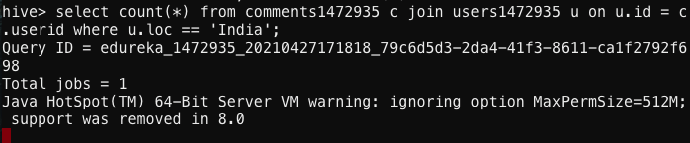 hive> select count(*) from comments1472935 c join users1472935 u on u.id = c
.userid where u.loc == 'India';
Query ID = edureka_1472935_20210427171818_79c6d5d3-2da4-41f3-8611-ca1f2792f6
98
Total jobs = 1
Java HotSpot(TM) 64-Bit Server VM warning: ignoring option MaxPermSize=512M;
 support was removed in 8.0